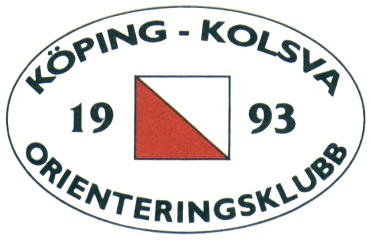 KÖPING - KOLSVA
19 93
ORIENTERINGSKLUBB